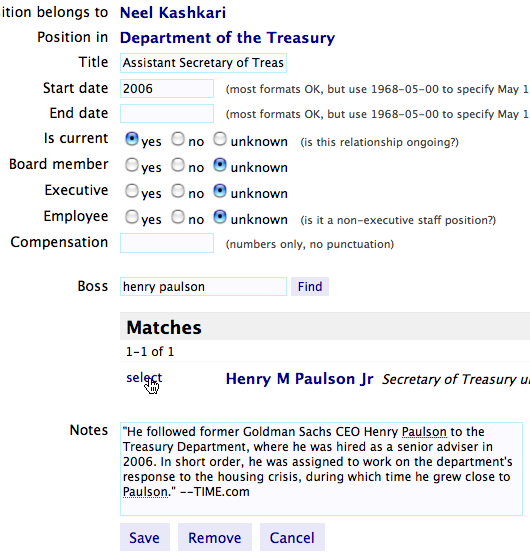 ition belongs to Neel Kashkari
Position in Department of the Treasury
Title Assistant Secretary of Treas
Start date 2006 (most formats OK, but use 1968-05-00 to specify May 1
End date (most formats OK, but use 1968-05-00 to specify May 1
Is current yes no unknown (is this relationship ongoing?)
Board member yes no unknown
Executive yes no unknown
Employee yes no unknown (is it a non-executive staff position?)
Compensation (numbers only, no punctuation)
Boss henry paulson Find
Matches
1-1 of 1
select Henry M Paulson Jr Secretary of Treasury u
Notes "He followed former Goldman Sachs CEO Henry Paulson to the
Treasury Department, where he was hired as a senior adviser in
2006. In short order, he was assigned to work on the department's
response to the housing crisis, during which time he grew close to
Paulson." --TIME.com
Save Remove Cancel